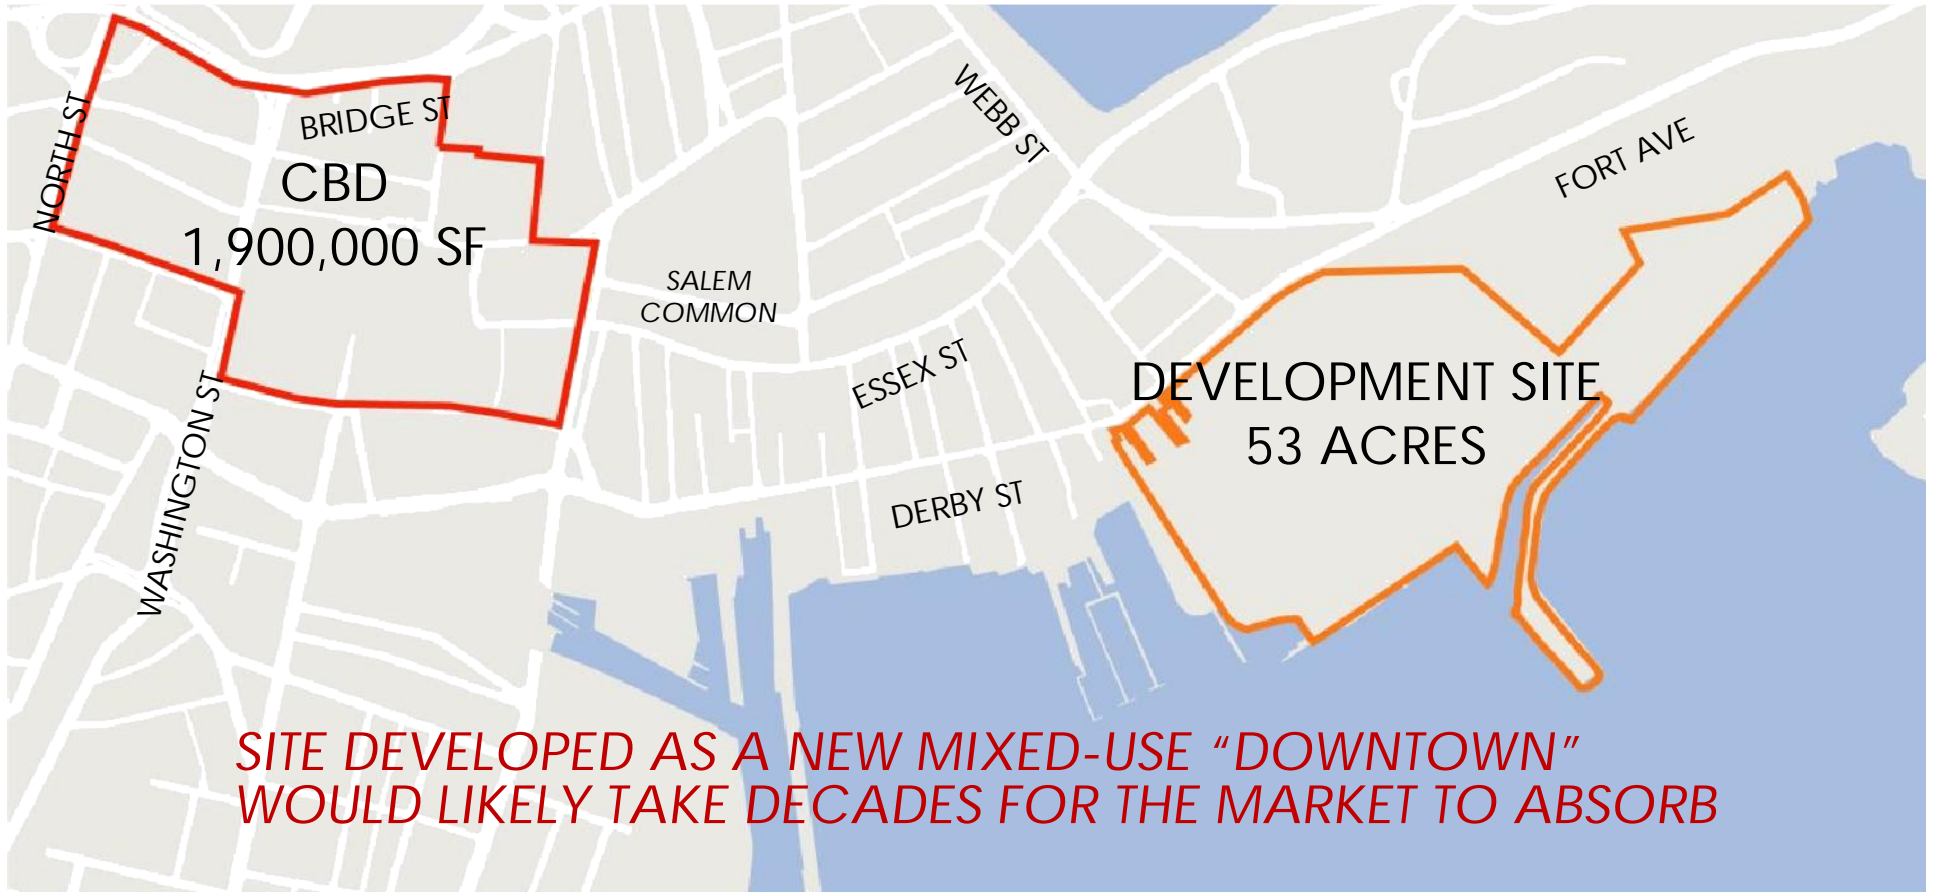 NORTH ST
BRIDGE ST
CBD
1,900,000 SF
WEBB ST
FORT AVE
SALEM
COMMON
ESSEX ST
WASHINGTON ST
DERBY ST
DEVELOPMENT SITE
53 ACRES
SITE DEVELOPED AS A NEW MIXED-USE “DOWNTOWN”
WOULD LIKELY TAKE DECADES FOR THE MARKET TO ABSORB